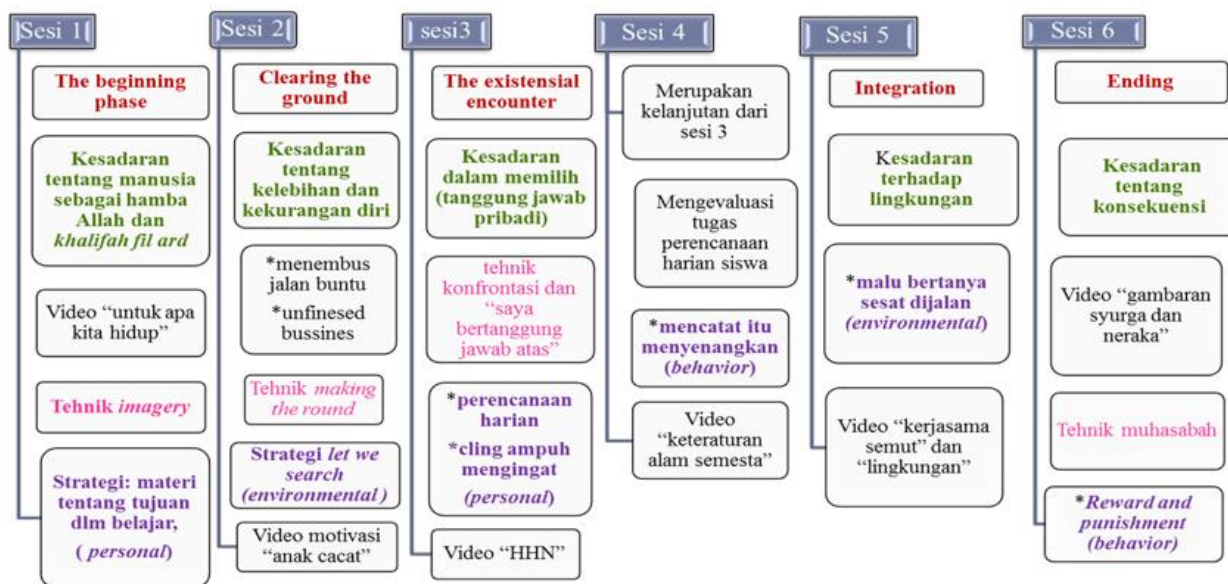 Sesi 1
The beginning
phase
Kesadaran
tentang manusia
sebagai hamba
Allah dan
khalifah fil ard
Video “untuk apa
kita hidup”
Tehnik imagery
Strategi: materi
tentang tujuan
dlm belajar,
( personal)
Sesi 2
Clearing the
ground
Kesadaran
tentang
kelebihan dan
kekurangan diri
*menembus
jalan buntu
*unfinesed
bussines
Tehnik making
the round
Strategi let we
search
(environmental )
Video motivasi
“anak cacat”
sesi3
The existensial
encounter
Kesadaran
dalam memilih
(tanggung jawab
pribadi)
tehnik
konfrontasi dan
“saya
bertanggung
jawab atas”
*perencanaan
harian
*cling ampuh
mengingat
(personal)
Video “HHN”
Sesi 4
Merupakan
kelanjutan dari
sesi 3
Mengevaluasi
tugas
perencanaan
harian siswa
*mencatat itu
menyenangkan
(behavior)
Video
“keteraturan
alam semesta”
Sesi 5
Integration
Kesadaran
terhadap
lingkungan
*malu bertanya
sesat dijalan
(environmental)
Video “kerjasama
semut” dan
“lingkungan”
Sesi 6
Ending
Kesadaran
tentang
konsekuensi
Video “gambaran
syurga dan
neraka”
Tehnik muhasabah
*Reward and
punishment
(behavior)